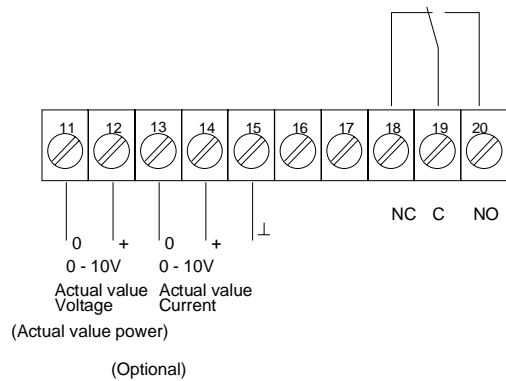 11 12 13 14 15 16 17 18 19 20
NC C NO
0 + 0 + ⊥
0 - 10V 0 - 10V
Actual value Actual value
Voltage Current
(Actual value power)
(Optional)